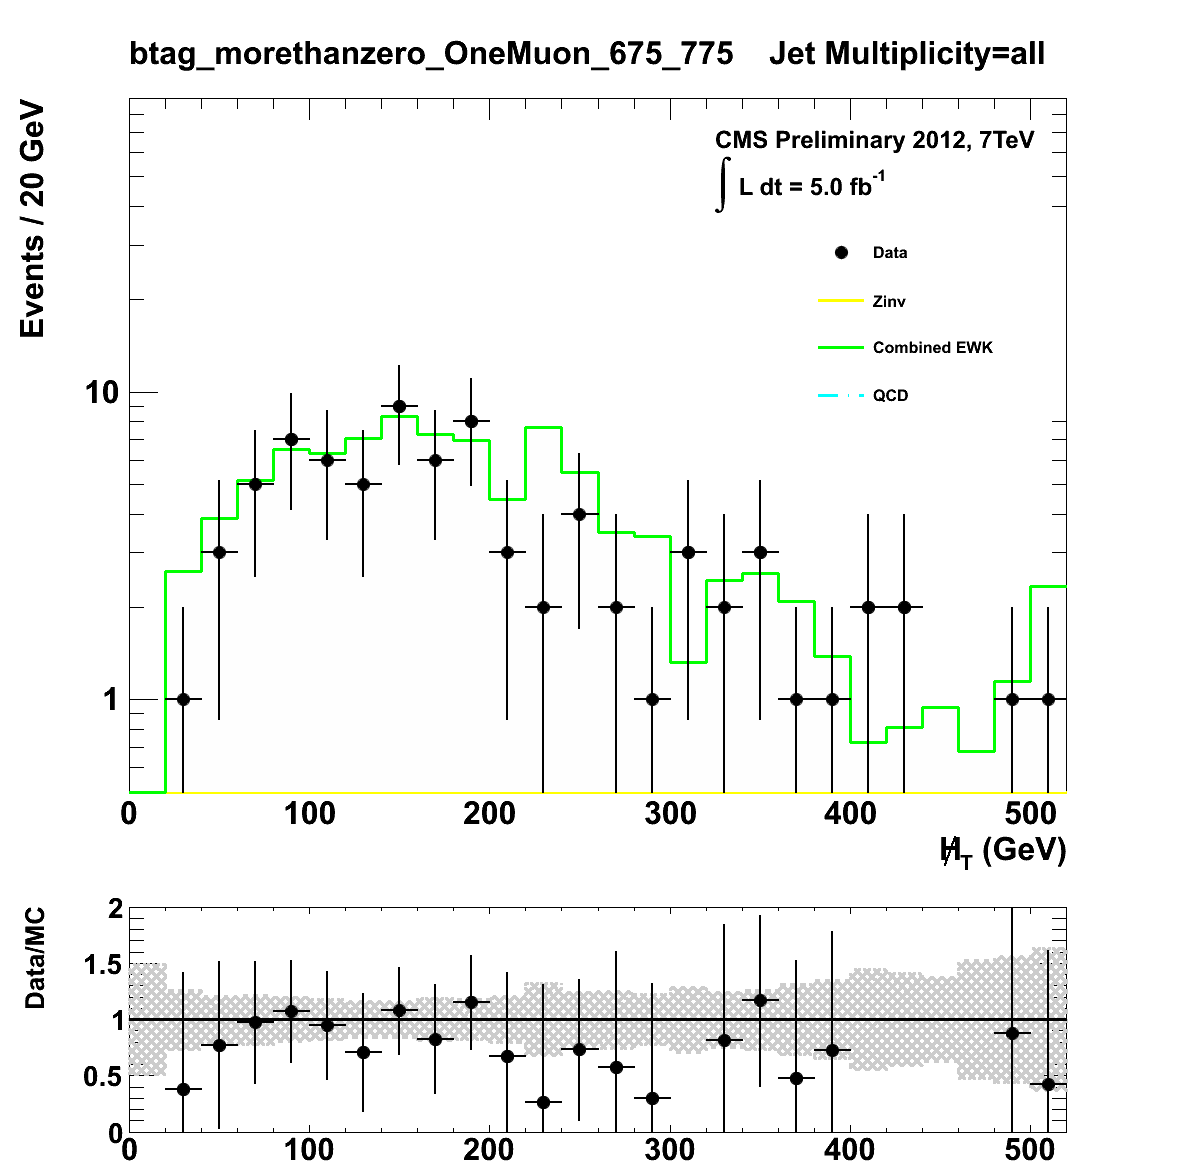 btag_morethanzero_OneMuon_675_775 Jet Multiplicity=all
Events / 20 GeV
CMS Preliminary 2012, 7TeV
∫ L dt = 5.0 fb-1
Data
Zinv
Combined EWK
QCD
10
1
0 100 200 300 400 500
H̸T (GeV)
Data/MC
2
1.5
1
0.5
0
0 100 200 300 400 500